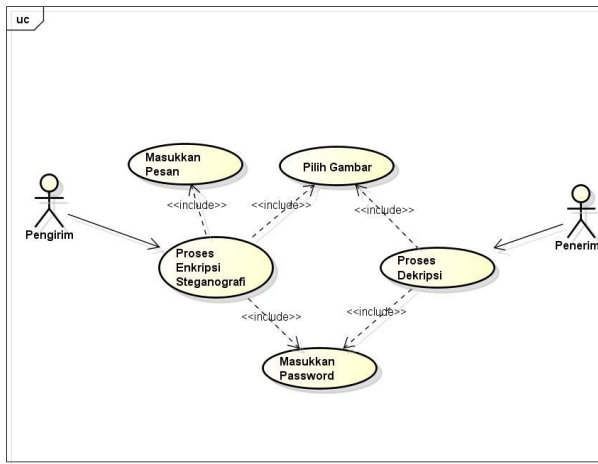 uc
Masukkan
Pesan
Pilih Gambar
<<include>>
<<include>>
<<include>>
Pengirim
Penerim
Proses
Enkripsi
Steganografi
Proses
Dekripsi
<<include>>
<<include>>
Masukkan
Password